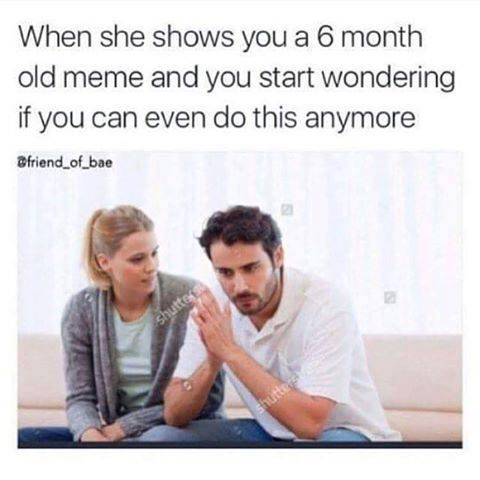 When she shows you a 6 month
old meme and you start wondering
if you can even do this anymore
@friend_of_bae